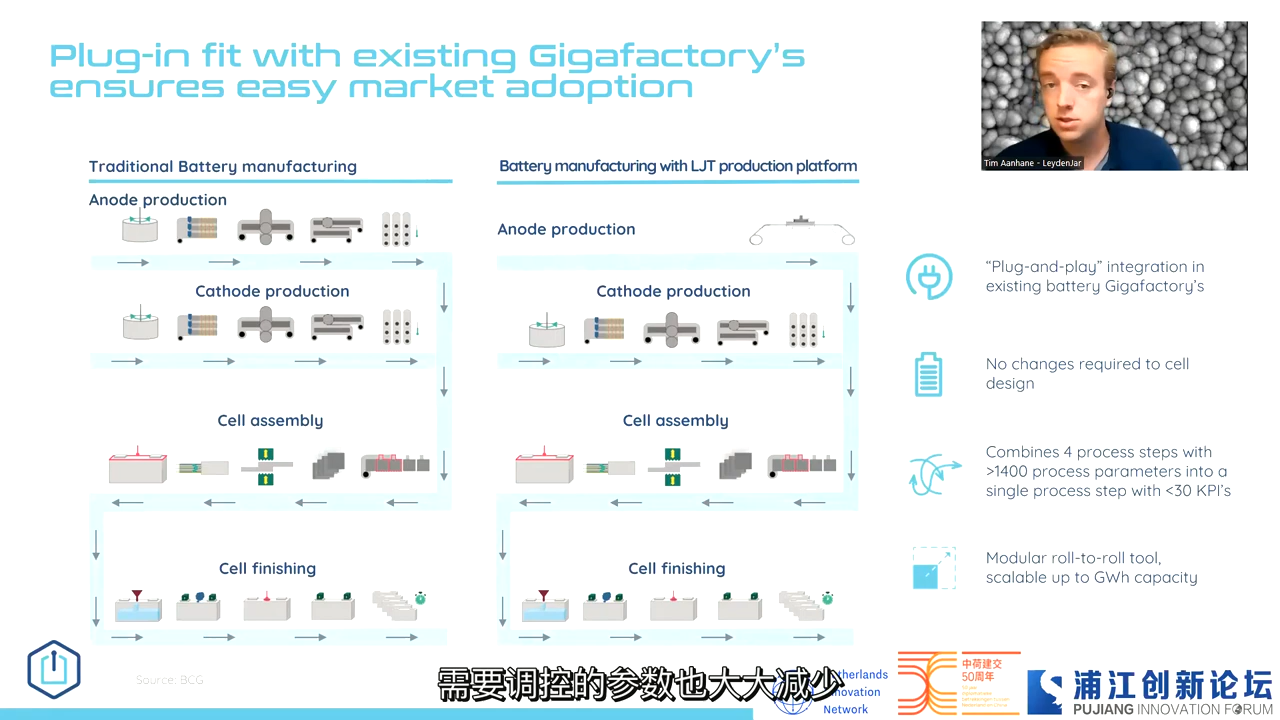 Plug-in fit with existing Gigafactory's
ensures easy market adoption
Tim Aanhane - LeydenJar
Traditional Battery manufacturing
Anode production
Cathode production
Cell assembly
Cell finishing
Battery manufacturing with LJT production platform
Anode production
Cathode production
Cell assembly
Cell finishing
“Plug-and-play” integration in
existing battery Gigafactory’s
No changes required to cell
design
Combines 4 process steps with
>1400 process parameters into a
single process step with <30 KPI’s
Modular roll-to-roll tool,
scalable up to GWh capacity
Source: BCG
需要调控的参数也大大减少
Netherlands
Innovation
Network
中荷建交
50周年
浦江创新论坛
PUJIANG INNOVATION FORUM